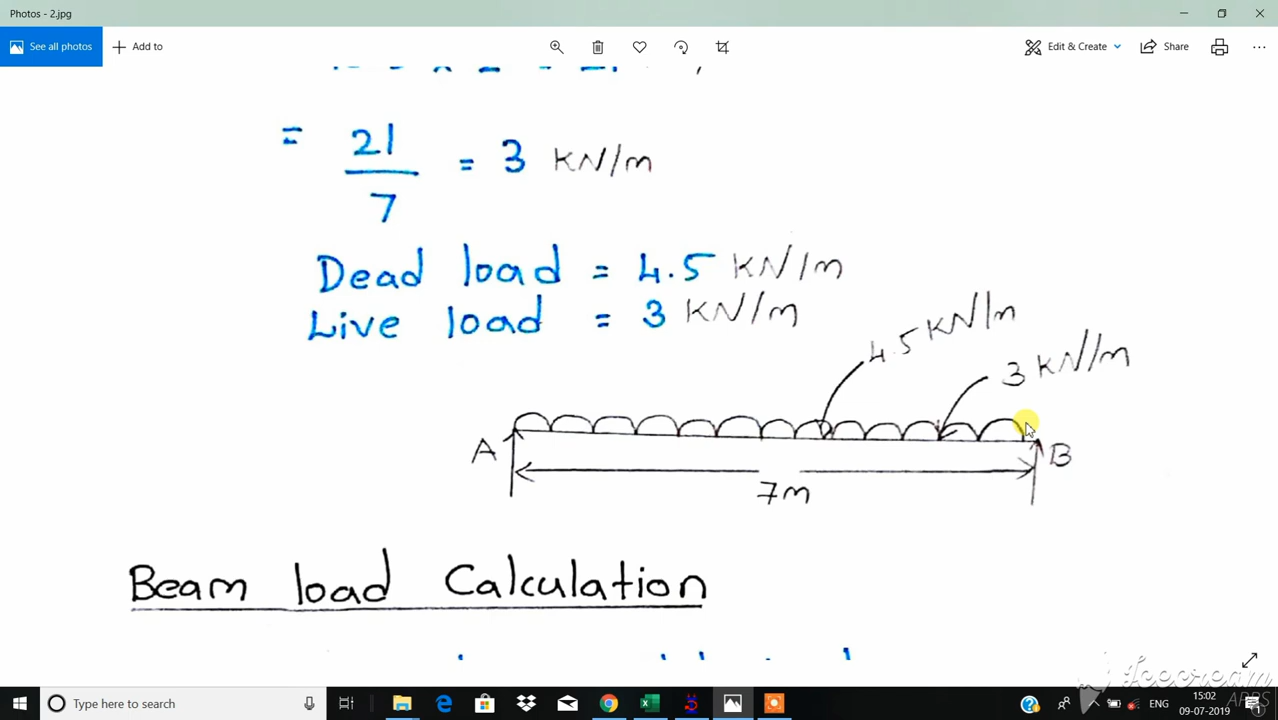 Photos - 2.jpg
See all photos
Add to
Edit & Create
Share
= 21 / 7 = 3 KN/m
Dead load = 4.5 KN/m
Live load = 3 KN/m
4.5 KN/m
3 KN/m
A
B
7m
Beam load Calculation
Icecream
APPS
Type here to search
ENG
15:02
09-07-2019